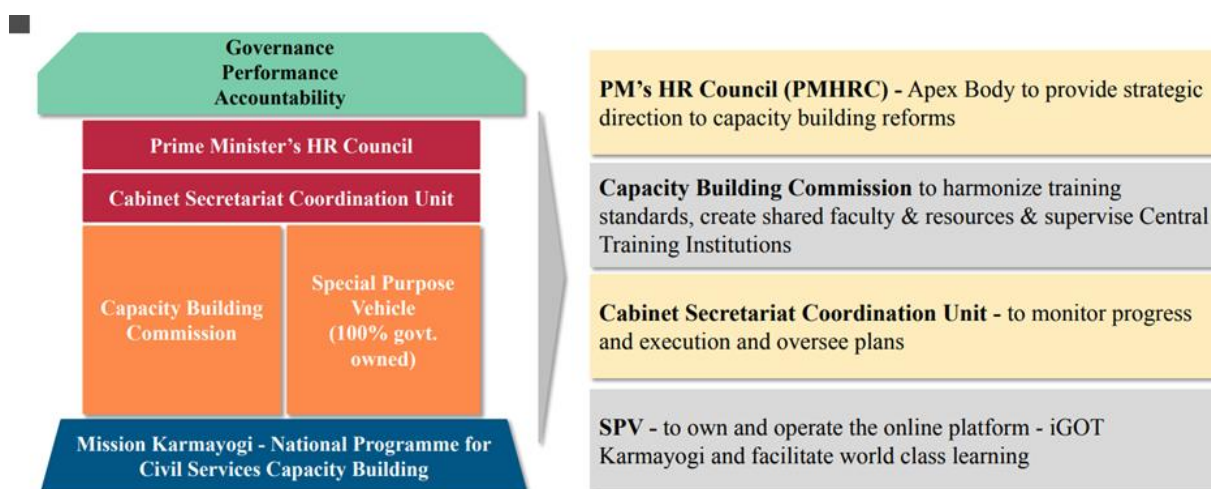 Governance
Performance
Accountability
Prime Minister's HR Council
Cabinet Secretariat Coordination Unit
Capacity Building
Commission
Special Purpose
Vehicle
(100% govt.
owned)
Mission Karmayogi - National Programme for
Civil Services Capacity Building
PM's HR Council (PMHRC) - Apex Body to provide strategic
direction to capacity building reforms
Capacity Building Commission to harmonize training
standards, create shared faculty & resources & supervise Central
Training Institutions
Cabinet Secretariat Coordination Unit - to monitor progress
and execution and oversee plans
SPV - to own and operate the online platform - iGOT
Karmayogi and facilitate world class learning